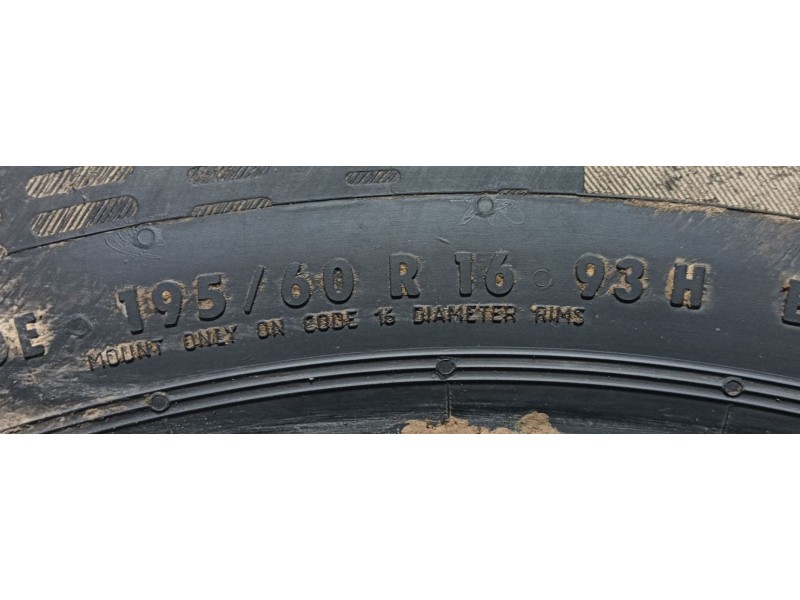 195/60 R 16 93 H
MOUNT ONLY ON CODE 16 DIAMETER RIMS